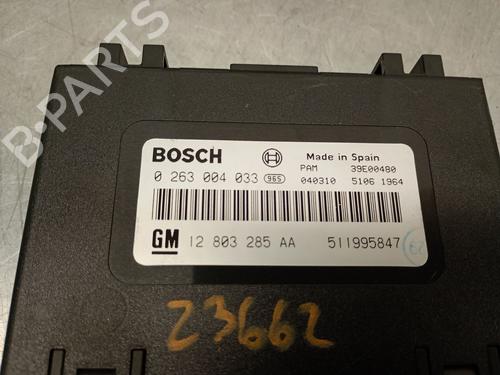 B-PARTS
BOSCH
Made in Spain
0 263 004 033 965
PAM 39E00480
040310 5106 1964
GM 12 803 285 AA 511995847
23662